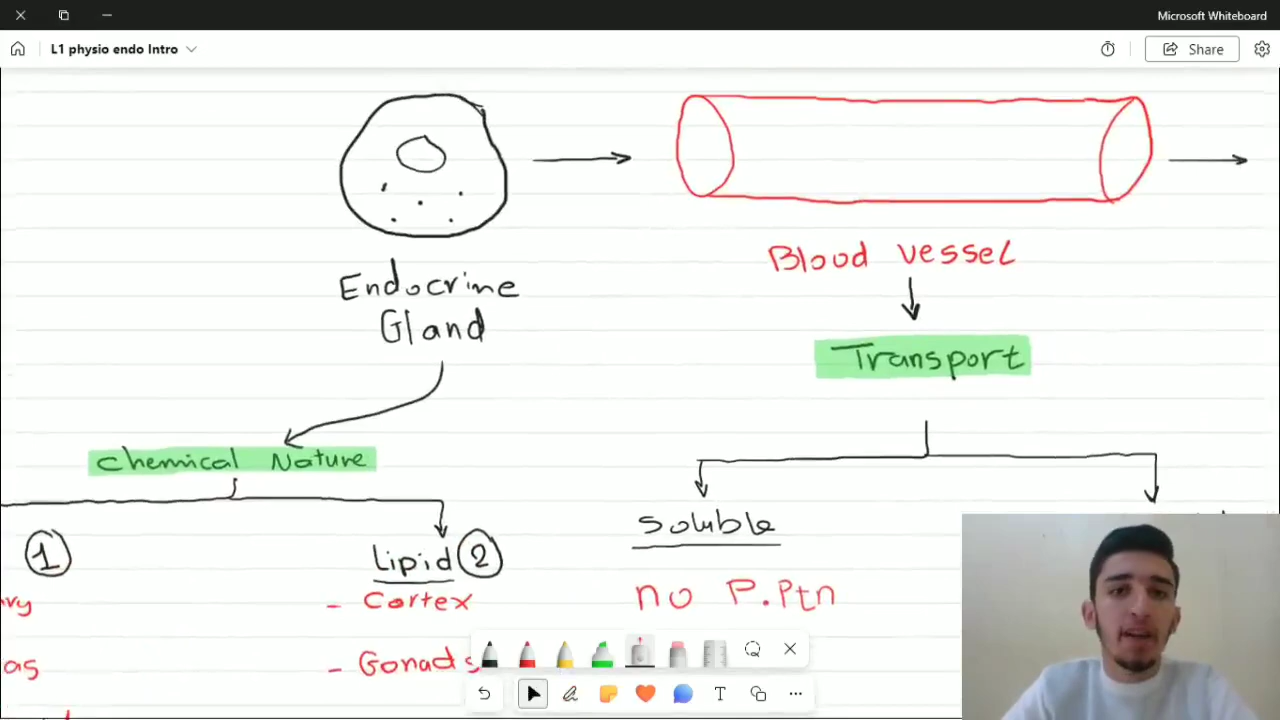 Microsoft Whiteboard
L1 physio endo Intro
Share
Endocrine
Gland
Blood vessel
Transport
Chemical Nature
1
Lipid 2
- Cortex
- Gonads
Soluble
no P.Ptn
T